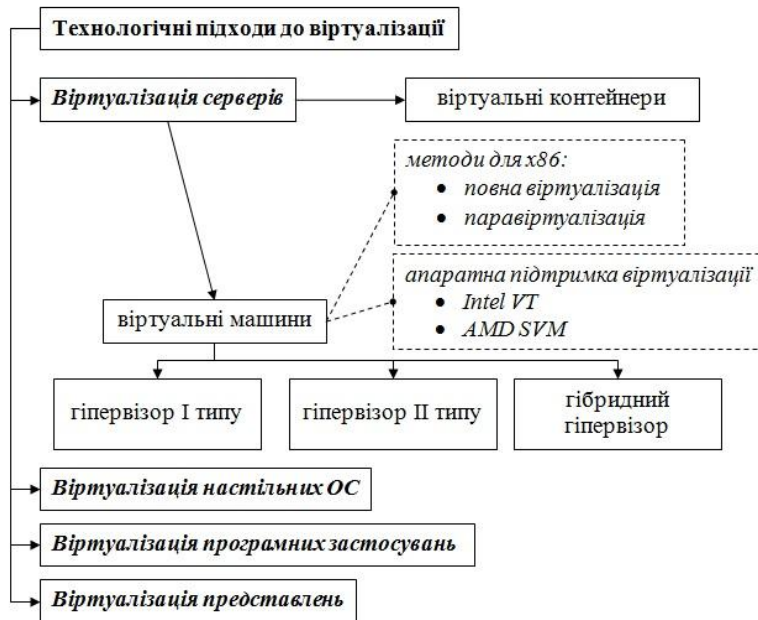 Технологічні підходи до віртуалізації
Віртуалізація серверів
віртуальні контейнери
методи для x86:
• повна віртуалізація
• паравіртуалізація
апаратна підтримка віртуалізації
• Intel VT
• AMD SVM
віртуальні машини
гіпервізор I типу
гіпервізор II типу
гібридний
гіпервізор
Віртуалізація настільних ОС
Віртуалізація програмних застосувань
Віртуалізація представлень